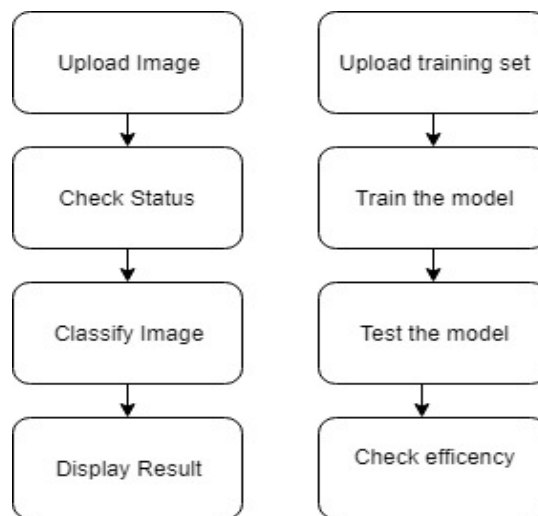 Upload Image
Check Status
Classify Image
Display Result
Upload training set
Train the model
Test the model
Check efficency